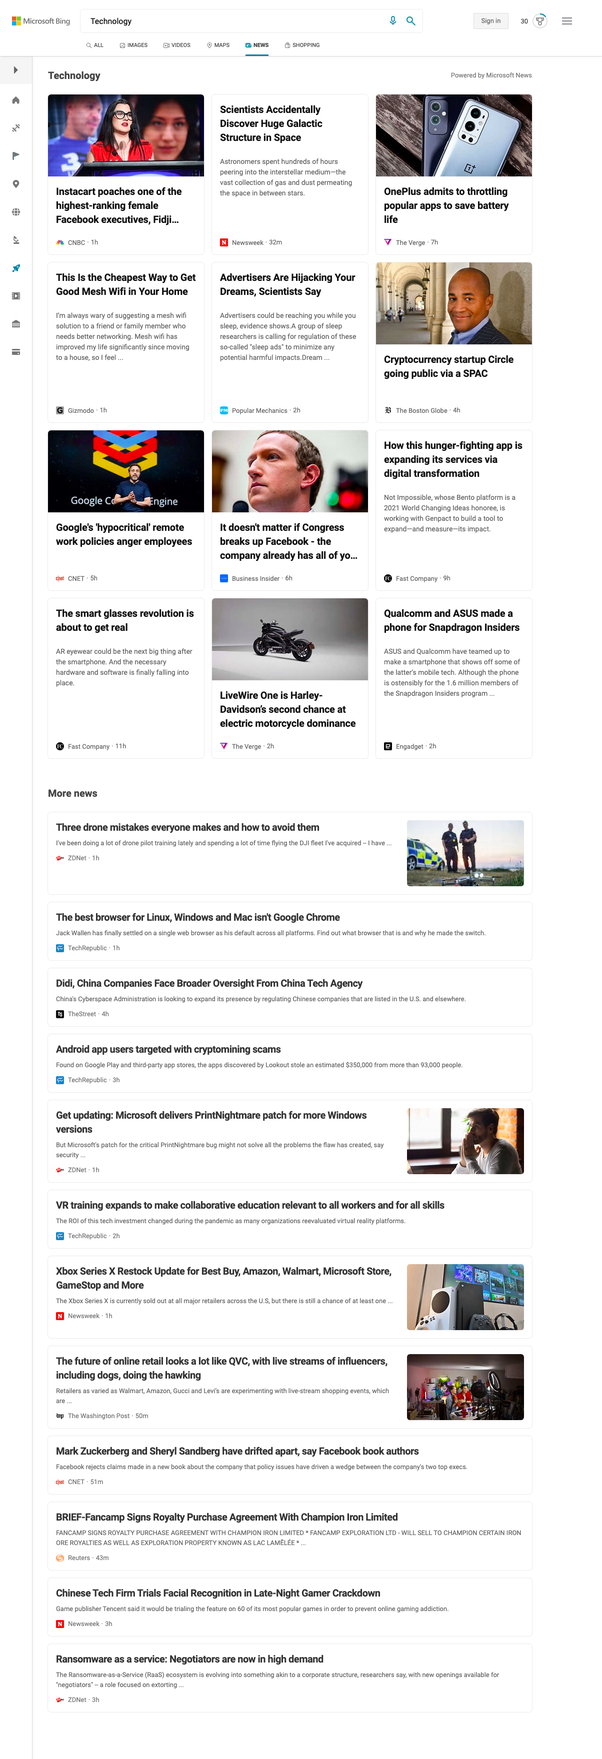 Microsoft Bing
Technology
Sign in
30
ALL
IMAGES
VIDEOS
MAPS
NEWS
SHOPPING
Technology
Powered by Microsoft News
Instacart poaches one of the
highest-ranking female
Facebook executives, Fidji...
CNBC · 1h
Scientists Accidentally
Discover Huge Galactic
Structure in Space
Astronomers spent hundreds of hours
peering into the interstellar medium—the
vast collection of gas and dust permeating
the space in between stars.
Newsweek · 32m
OnePlus admits to throttling
popular apps to save battery
life
The Verge · 7h
This Is the Cheapest Way to Get
Good Mesh Wifi in Your Home
I'm always wary of suggesting a mesh wifi
solution to a friend or family member who
needs better networking. Mesh wifi has
improved my life significantly since moving
to a house, so I feel ...
Gizmodo · 1h
Advertisers Are Hijacking Your
Dreams, Scientists Say
Advertisers could be reaching you while you
sleep, evidence shows.A group of sleep
researchers is calling for regulation of these
so-called "sleep ads" to minimize any
potential harmful impacts.Dream ...
Popular Mechanics · 2h
Cryptocurrency startup Circle
going public via a SPAC
The Boston Globe · 4h
Google Co
Engine
Google's 'hypocritical' remote
work policies anger employees
CNET · 5h
It doesn't matter if Congress
breaks up Facebook - the
company already has all of yo...
Business Insider · 6h
How this hunger-fighting app is
expanding its services via
digital transformation
Not Impossible, whose Bento platform is a
2021 World Changing Ideas honoree, is
working with Genpact to build a tool to
expand—and measure—its impact.
Fast Company · 9h
The smart glasses revolution is
about to get real
AR eyewear could be the next big thing after
the smartphone. And the necessary
hardware and software is finally falling into
place.
Fast Company · 11h
LiveWire One is Harley-
Davidson's second chance at
electric motorcycle dominance
The Verge · 2h
Qualcomm and ASUS made a
phone for Snapdragon Insiders
ASUS and Qualcomm have teamed up to
make a smartphone that shows off some of
the latter's mobile tech. Although the phone
is ostensibly for the 1.6 million members of
the Snapdragon Insiders program ...
Engadget · 2h
More news
Three drone mistakes everyone makes and how to avoid them
I've been doing a lot of drone pilot training lately and spending a lot of time flying the DJI fleet I've acquired – I have ...
ZDNet · 1h
The best browser for Linux, Windows and Mac isn't Google Chrome
Jack Wallen has finally settled on a single web browser as his default across all platforms. Find out what browser that is and why he made the switch.
TechRepublic · 1h
Didi, China Companies Face Broader Oversight From China Tech Agency
China's Cyberspace Administration is looking to expand its presence by regulating Chinese companies that are listed in the U.S. and elsewhere.
TheStreet · 4h
Android app users targeted with cryptomining scams
Found on Google Play and third-party app stores, the apps discovered by Lookout stole an estimated $350,000 from more than 93,000 people.
TechRepublic · 3h
Get updating: Microsoft delivers PrintNightmare patch for more Windows
versions
But Microsoft's patch for the critical PrintNightmare bug might not solve all the problems the flaw has created, say
security ...
ZDNet · 1h
VR training expands to make collaborative education relevant to all workers and for all skills
The ROI of this tech investment changed during the pandemic as many organizations reevaluated virtual reality platforms.
TechRepublic · 2h
Xbox Series X Restock Update for Best Buy, Amazon, Walmart, Microsoft Store,
GameStop and More
The Xbox Series X is currently sold out at all major retailers across the U.S, but there is still a chance of at least one ...
Newsweek · 1h
The future of online retail looks a lot like QVC, with live streams of influencers,
including dogs, doing the hawking
Retailers as varied as Walmart, Amazon, Gucci and Levi's are experimenting with live-stream shopping events, which
are ...
The Washington Post · 50m
Mark Zuckerberg and Sheryl Sandberg have drifted apart, say Facebook book authors
Facebook rejects claims made in a new book about the company that policy issues have driven a wedge between the company's two top execs.
CNET · 51m
BRIEF-Fancamp Signs Royalty Purchase Agreement With Champion Iron Limited
FANCAMP SIGNS ROYALTY PURCHASE AGREEMENT WITH CHAMPION IRON LIMITED * FANCAMP EXPLORATION LTD - WILL SELL TO CHAMPION CERTAIN IRON
ORE ROYALTIES AS WELL AS EXPLORATION PROPERTY KNOWN AS LAC LAMÊLÉE * ...
Reuters · 43m
Chinese Tech Firm Trials Facial Recognition in Late-Night Gamer Crackdown
Game publisher Tencent said it would be trialing the feature on 60 of its most popular games in order to prevent online gaming addiction.
Newsweek · 3h
Ransomware as a service: Negotiators are now in high demand
The Ransomware-as-a-Service (RaaS) ecosystem is evolving into something akin to a corporate structure, researchers say, with new openings available for
"negotiators" – a role focused on extorting ...
ZDNet · 3h